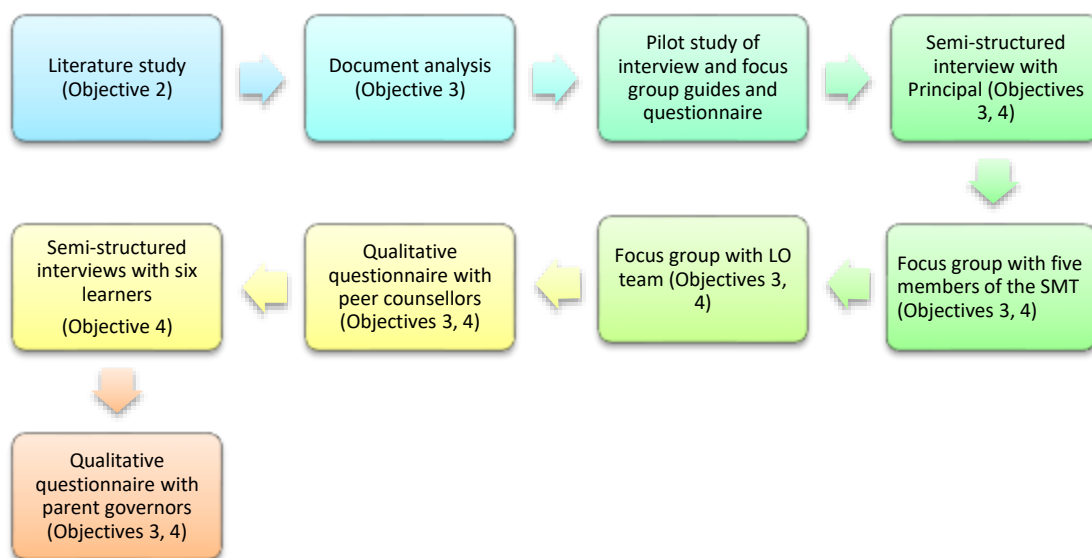 Literature study
(Objective 2)
Document analysis
(Objective 3)
Pilot study of
interview and focus
group guides and
questionnaire
Semi-structured
interview with
Principal (Objectives
3, 4)
Focus group with five
members of the SMT
(Objectives 3, 4)
Focus group with LO
team (Objectives 3,
4)
Qualitative
questionnaire with
peer counsellors
(Objectives 3, 4)
Semi-structured
interviews with six
learners
(Objective 4)
Qualitative
questionnaire with
parent governors
(Objectives 3, 4)